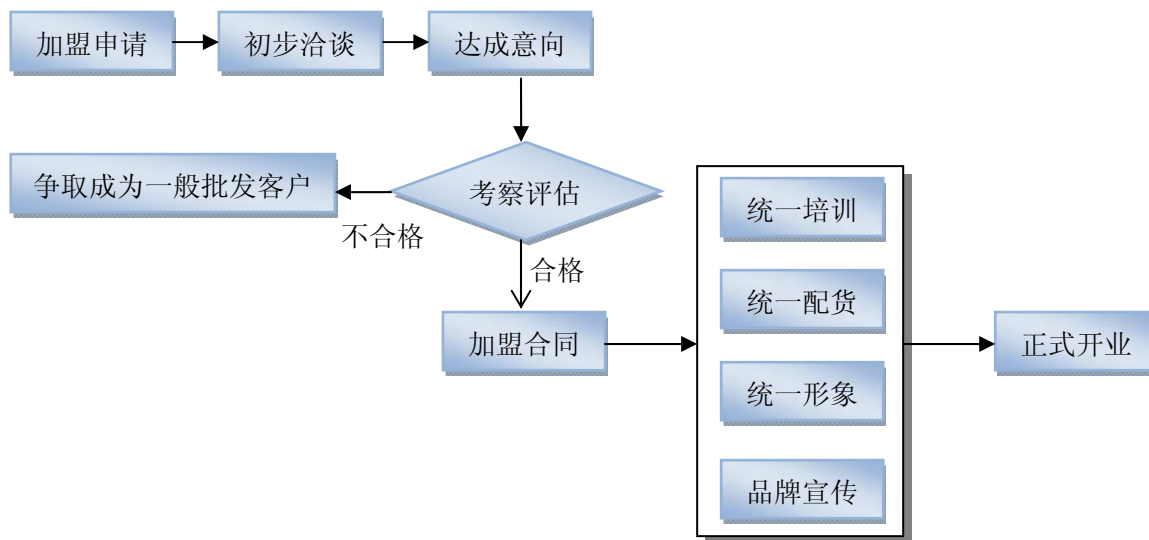 加盟申请
初步洽谈
达成意向
争取成为一般批发客户
考察评估
不合格
合格
加盟合同
统一培训
统一配货
统一形象
品牌宣传
正式开业